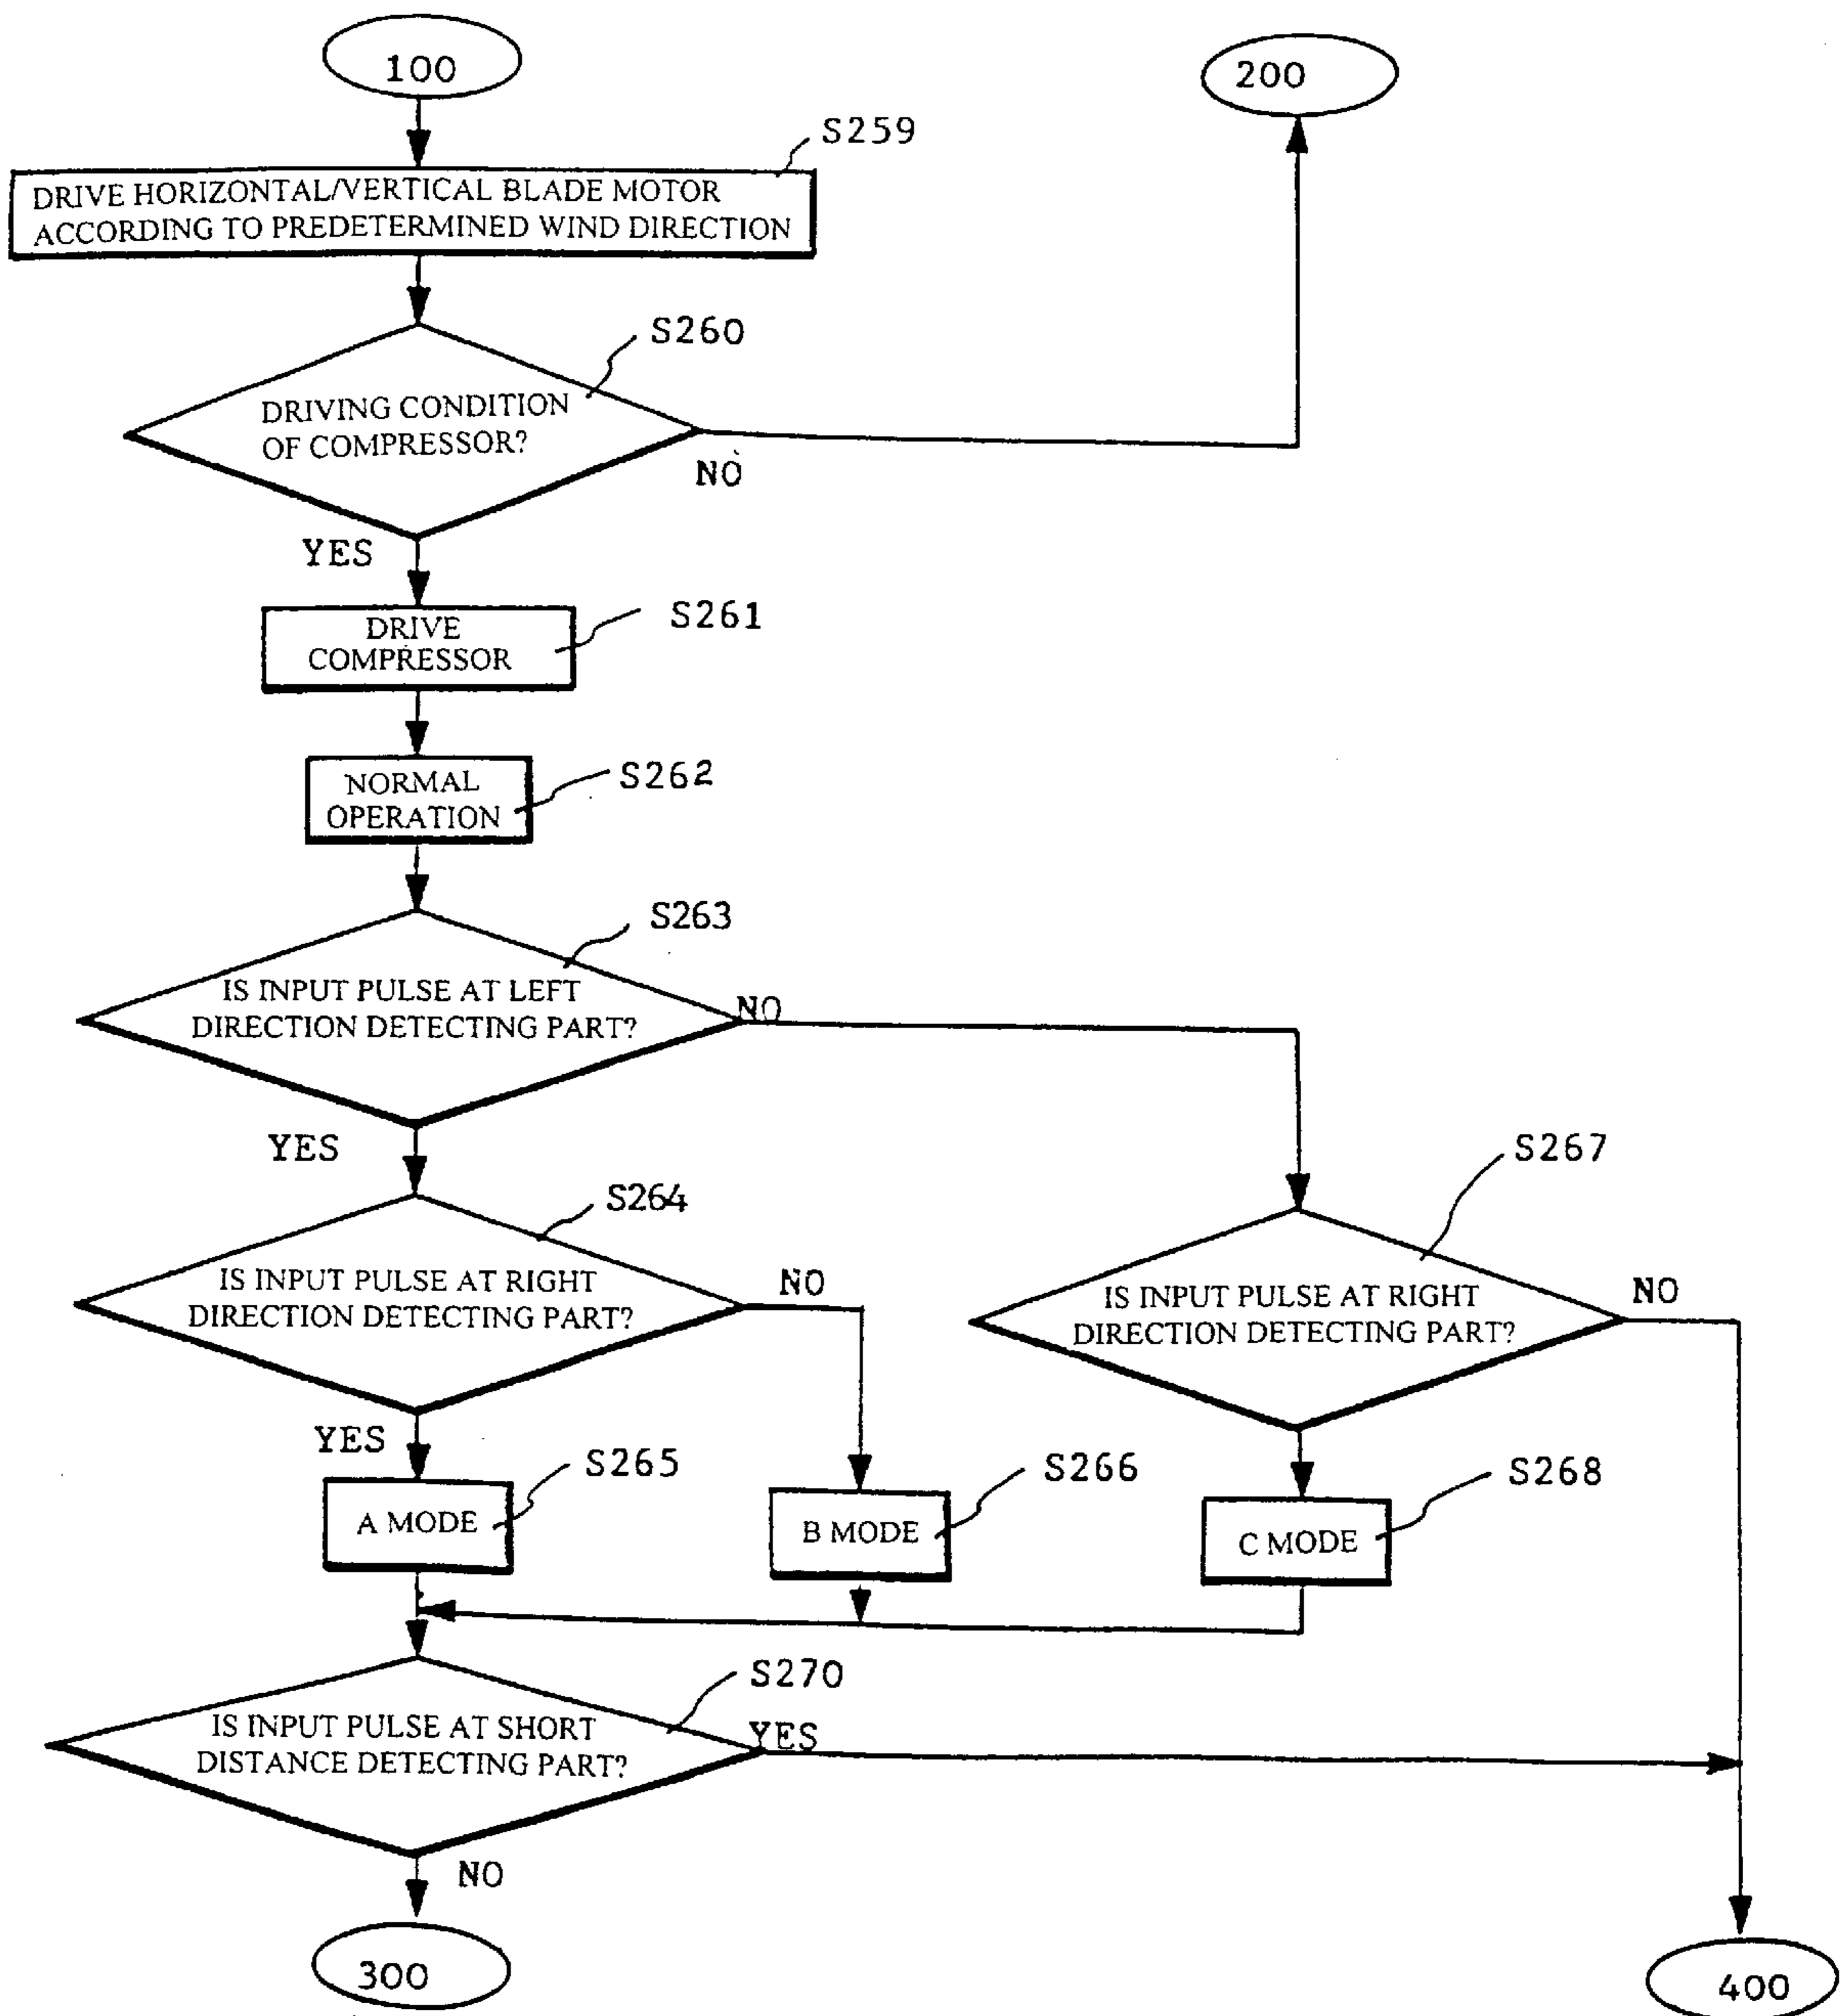 100
200
S259
DRIVE HORIZONTAL/VERTICAL BLADE MOTOR
ACCORDING TO PREDETERMINED WIND DIRECTION
S260
DRIVING CONDITION
OF COMPRESSOR?
NO
YES
S261
DRIVE
COMPRESSOR
S262
NORMAL
OPERATION
S263
IS INPUT PULSE AT LEFT
DIRECTION DETECTING PART?
NO
YES
S267
S264
IS INPUT PULSE AT RIGHT
DIRECTION DETECTING PART?
NO
IS INPUT PULSE AT RIGHT
DIRECTION DETECTING PART?
NO
YES
S265
A MODE
S266
B MODE
S268
C MODE
S270
IS INPUT PULSE AT SHORT
DISTANCE DETECTING PART?
YES
NO
300
400